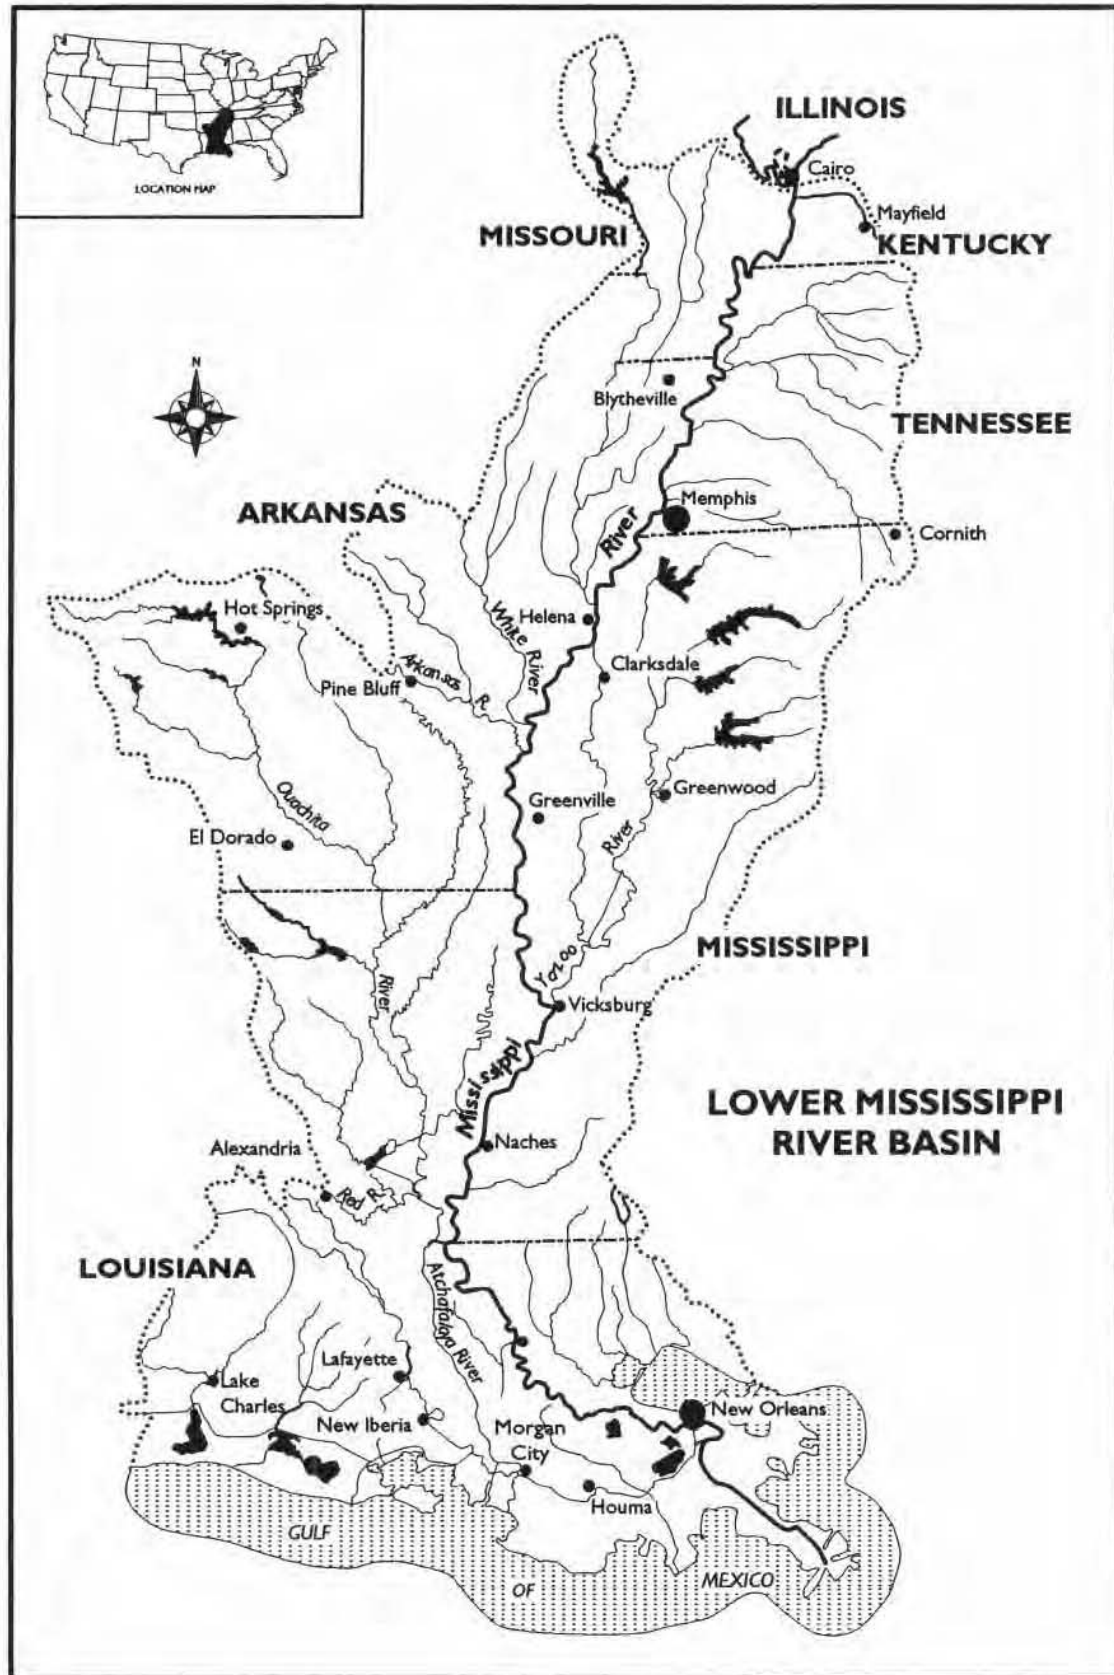 LOCATION MAP
N
ILLINOIS
Cairo
Mayfield
MISSOURI
KENTUCKY
Blytheville
TENNESSEE
Memphis
ARKANSAS
River
Cornith
Hot Springs
Helena
White River
Clarksdale
Arkansas R.
Pine Bluff
Greenwood
Greenville
Ouachita
River
El Dorado
MISSISSIPPI
Yazoo
River
Vicksburg
Mississippi
LOWER MISSISSIPPI
RIVER BASIN
Naches
Alexandria
Red R.
LOUISIANA
Atchafalaya River
Lafayette
Lake
Charles
New Orleans
New Iberia
Morgan
City
Houma
GULF
OF
MEXICO